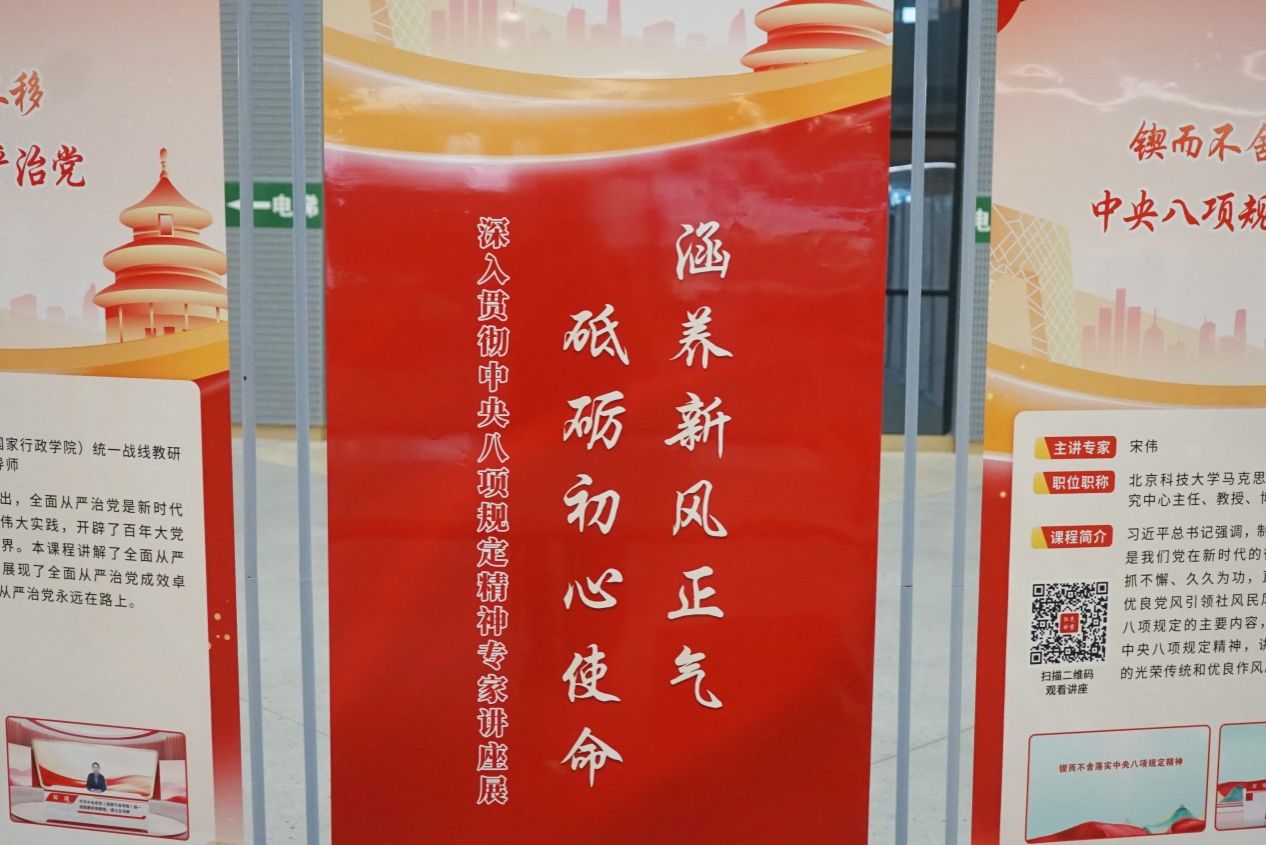 移
严治党
国家行政学院）统一战线教研
导师
出，全面从严治党是新时代
伟大实践，开辟了百年大党
界。本课程讲解了全面从严
展现了全面从严治党成效卓
从严治党永远在路上。
电梯
涵养新风正气
砥砺初心使命
深入贯彻中央八项规定精神专家讲座展
电
锲而不舍
中央八项规
主讲专家 宋伟
职位职称 北京科技大学马克思
究中心主任、教授、博
课程简介 习近平总书记强调，制
是我们党在新时代的
抓不懈、久久为功，
优良党风引领社风民风
八项规定的主要内容，
中央八项规定精神，讲
的光荣传统和优良作风
扫描二维码
观看讲座
锲而不舍落实中央八项规定精神